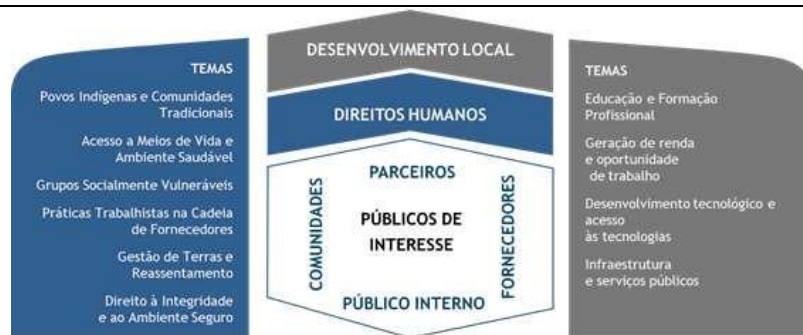 TEMAS
Povos Indígenas e Comunidades
Tradicionais
Acesso a Meios de Vida e
Ambiente Saudável
Grupos Socialmente Vulneráveis
Práticas Trabalhistas na Cadeia
de Fornecedores
Gestão de Terras e
Reassentamento
Direito à Integridade
e ao Ambiente Seguro
DESENVOLVIMENTO LOCAL
DIREITOS HUMANOS
PARCEIROS
COMUNIDADES
PÚBLICOS DE
INTERESSE
FORNECEDORES
PÚBLICO INTERNO
TEMAS
Educação e Formação
Profissional
Geração de renda
e oportunidade
de trabalho
Desenvolvimento tecnológico e
acesso
às tecnologias
Infraestrutura
e serviços públicos